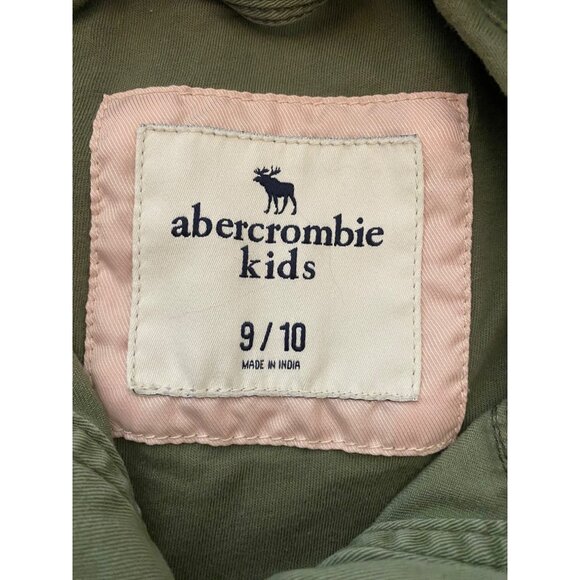 abercrombie
kids
9/10
MADE IN INDIA